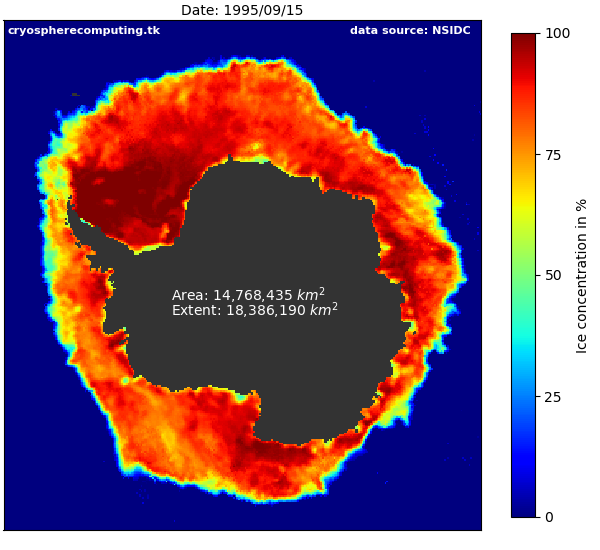 Date: 1995/09/15
cryospherecomputing.tk
data source: NSIDC
Area: 14,768,435 km²
Extent: 18,386,190 km²
100
75
50
25
0
Ice concentration in %